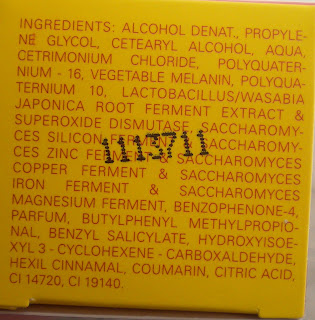 INGREDIENTS: ALCOHOL DENAT., PROPYLE-
NE GLYCOL, CETEARYL ALCOHOL, AQUA,
CETRIMONIUM CHLORIDE, POLYQUATER-
NIUM - 16, VEGETABLE MELANIN, POLYQUA-
TERNIUM 10, LACTOBACILLUS/WASABIA
JAPONICA ROOT FERMENT EXTRACT &
SUPEROXIDE DISMUTASE, SACCHAROMY-
CES SILICON FERMENT & SACCHAROMY-
CES ZINC FERMENT & SACCHAROMYCES
COPPER FERMENT & SACCHAROMYCES
IRON FERMENT & SACCHAROMYCES
MAGNESIUM FERMENT, BENZOPHENONE-4,
PARFUM, BUTYLPHENYL METHYLPROPIO-
NAL, BENZYL SALICYLATE, HYDROXYISOE-
XYL 3 - CYCLOHEXENE - CARBOXALDEHYDE,
HEXIL CINNAMAL, COUMARIN, CITRIC ACID,
CI 14720, CI 19140.